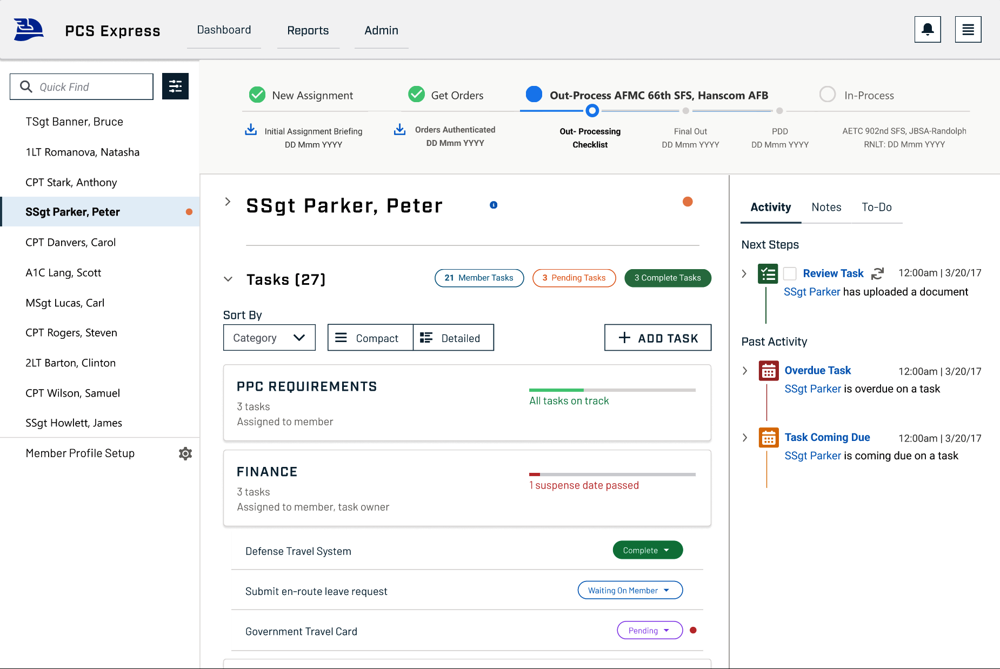 PCS Express
Dashboard
Reports
Admin
Quick Find
TSgt Banner, Bruce
1LT Romanova, Natasha
CPT Stark, Anthony
SSgt Parker, Peter
CPT Danvers, Carol
A1C Lang, Scott
MSgt Lucas, Carl
CPT Rogers, Steven
2LT Barton, Clinton
CPT Wilson, Samuel
SSgt Howlett, James
Member Profile Setup
New Assignment
Initial Assignment Briefing
DD Mmm YYYY
Get Orders
Orders Authenticated
DD Mmm YYYY
Out-Process AFMC 66th SFS, Hanscom AFB
Out- Processing
Checklist
Final Out
DD Mmm YYYY
PDD
DD Mmm YYYY
In-Process
AETC 902nd SFS, JBSA-Randolph
RNLT: DD Mmm YYYY
SSgt Parker, Peter
Tasks (27)
21 Member Tasks
3 Pending Tasks
3 Complete Tasks
Sort By
Category
Compact
Detailed
ADD TASK
PPC REQUIREMENTS
3 tasks
Assigned to member
All tasks on track
FINANCE
3 tasks
Assigned to member, task owner
1 suspense date passed
Defense Travel System
Complete
Submit en-route leave request
Waiting On Member
Government Travel Card
Pending
Activity
Notes
To-Do
Next Steps
Review Task
12:00am | 3/20/17
SSgt Parker has uploaded a document
Past Activity
Overdue Task
12:00am | 3/20/17
SSgt Parker is overdue on a task
Task Coming Due
12:00am | 3/20/17
SSgt Parker is coming due on a task